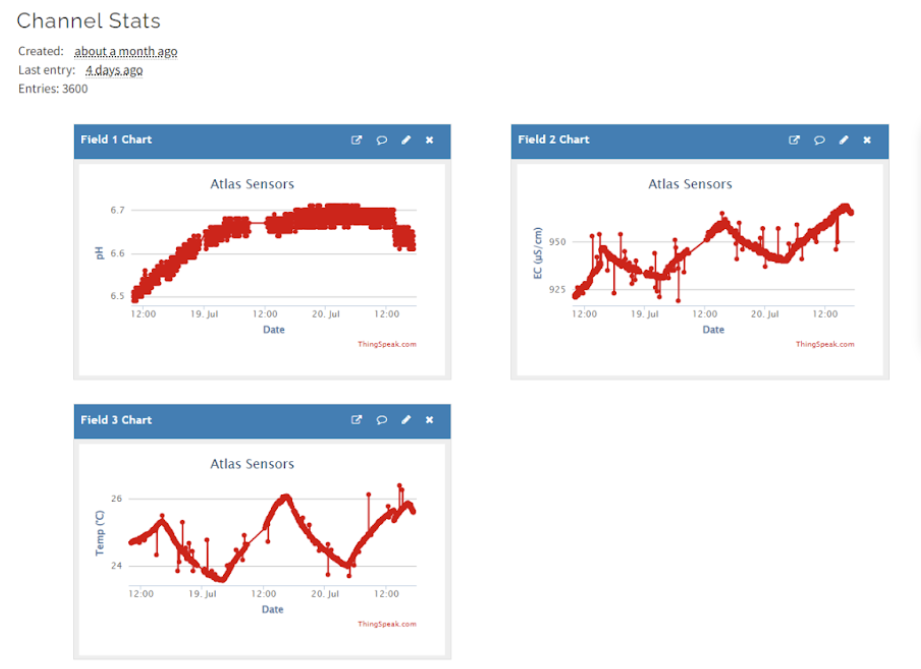 Channel Stats
Created: about a month ago
Last entry: 4 days ago
Entries: 3600
Field 1 Chart
Atlas Sensors
6.7
6.6
6.5
pH
12:00 19. Jul 12:00 20. Jul 12:00
Date
ThingSpeak.com
Field 2 Chart
Atlas Sensors
950
925
EC (µS/cm)
12:00 19. Jul 12:00 20. Jul 12:00
Date
ThingSpeak.com
Field 3 Chart
Atlas Sensors
26
24
Temp (°C)
12:00 19. Jul 12:00 20. Jul 12:00
Date
ThingSpeak.com